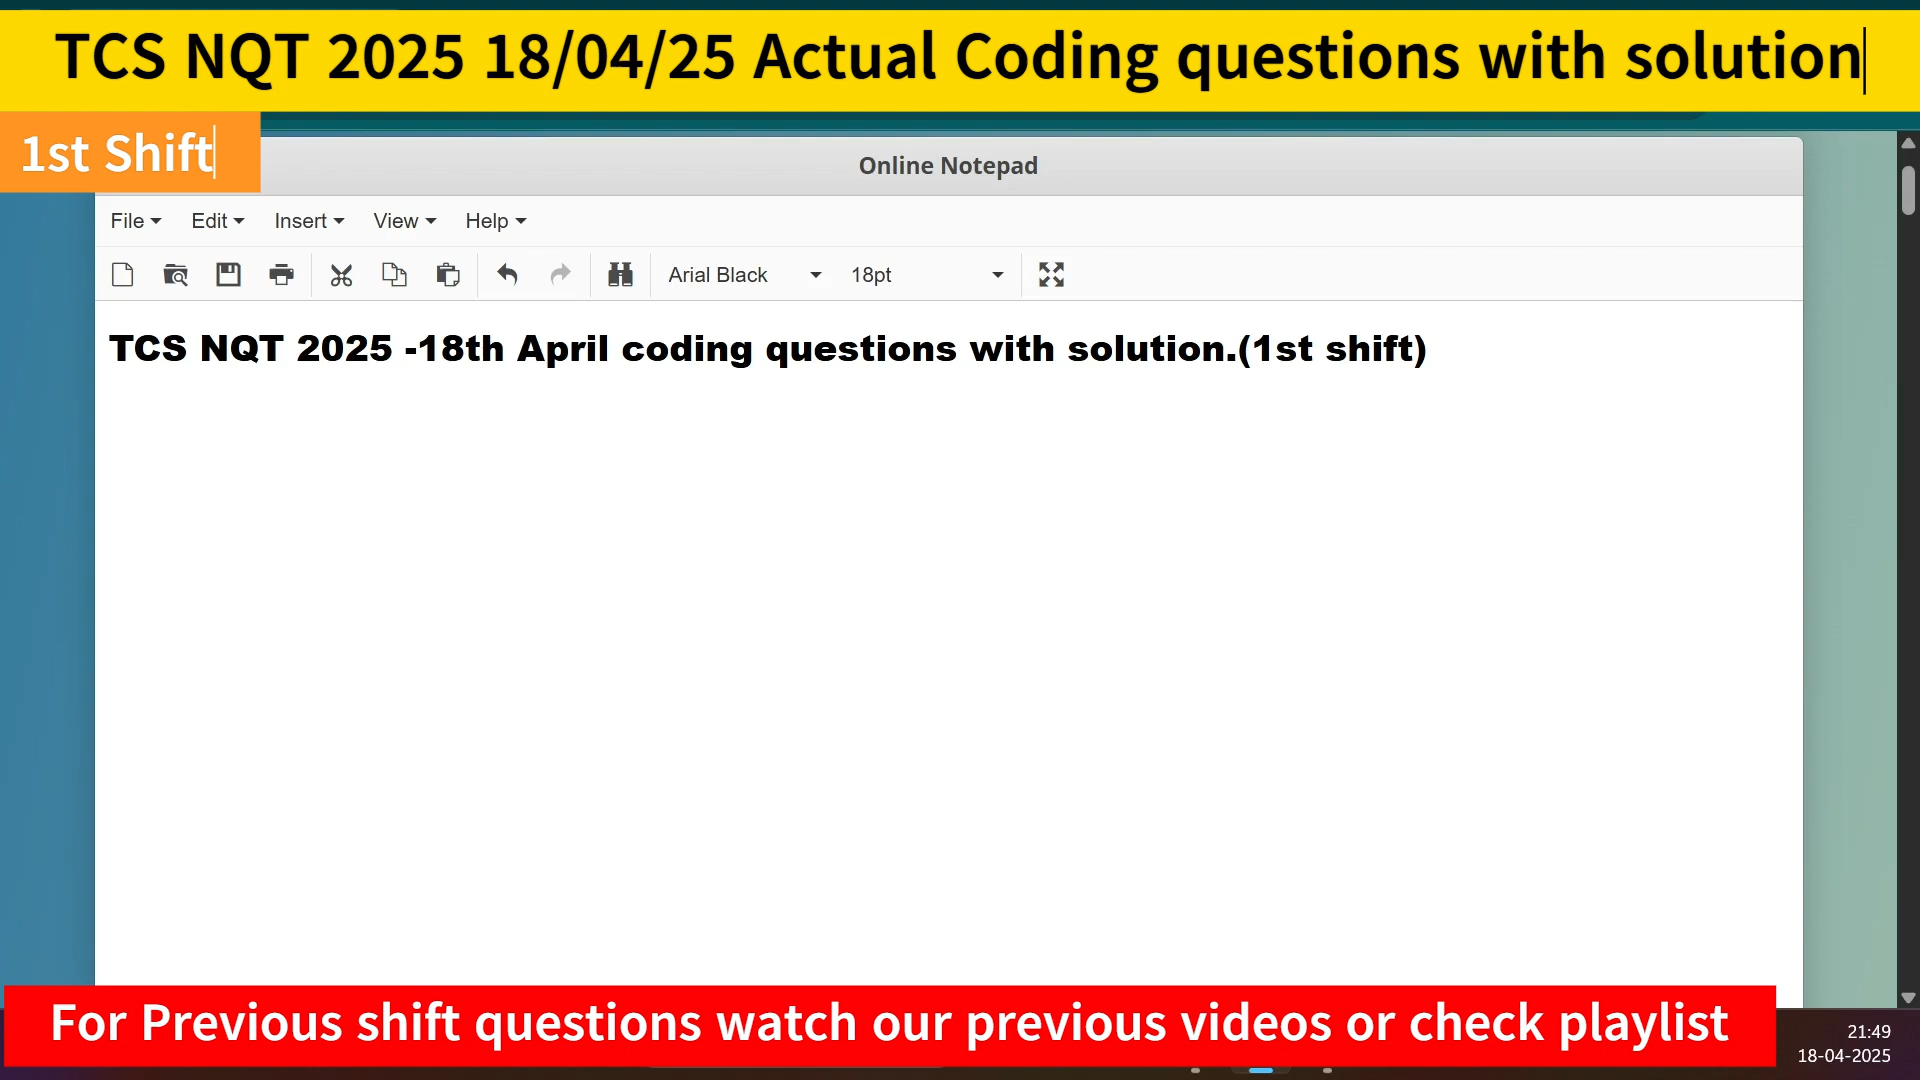 TCS NQT 2025 18/04/25 Actual Coding questions with solution
1st Shift
Online Notepad
File Edit Insert View Help
Arial Black 18pt
TCS NQT 2025 -18th April coding questions with solution.(1st shift)
For Previous shift questions watch our previous videos or check playlist
21:49
18-04-2025